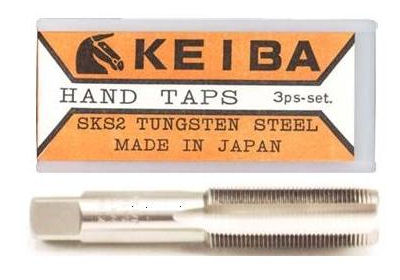 KEIBA
HAND TAPS 3ps-set.
SKS2 TUNGSTEN STEEL
MADE IN JAPAN